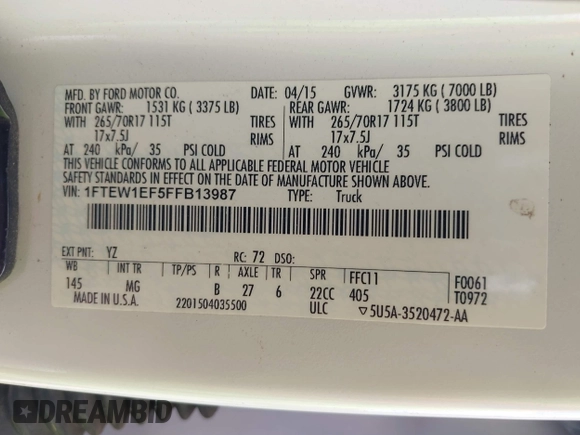 MFD. BY FORD MOTOR CO. DATE: 04/15 GVWR: 3175 KG ( 7000 LB)
FRONT GAWR: 1531 KG ( 3375 LB) REAR GAWR: 1724 KG ( 3800 LB)
WITH 265/70R17 115T TIRES WITH 265/70R17 115T TIRES
17x7.5J RIMS 17x7.5J RIMS
AT 240 kPa/ 35 PSI COLD AT 240 kPa/ 35 PSI COLD
THIS VEHICLE CONFORMS TO ALL APPLICABLE FEDERAL MOTOR VEHICLE
SAFETY STANDARDS IN EFFECT ON THE DATE OF MANUFACTURE SHOWN ABOVE.
VIN: 1FTEW1EF5FFB13987 TYPE: Truck
EXT PNT: YZ RC: 72 DSO:
WB INT TR TP/PS R AXLE TR SPR FFC11 F0061
145 MG B 27 6 22CC 405 T0972
MADE IN U.S.A. 2201504035500 ULC ▽5U5A-3520472-AA
DREAMBID